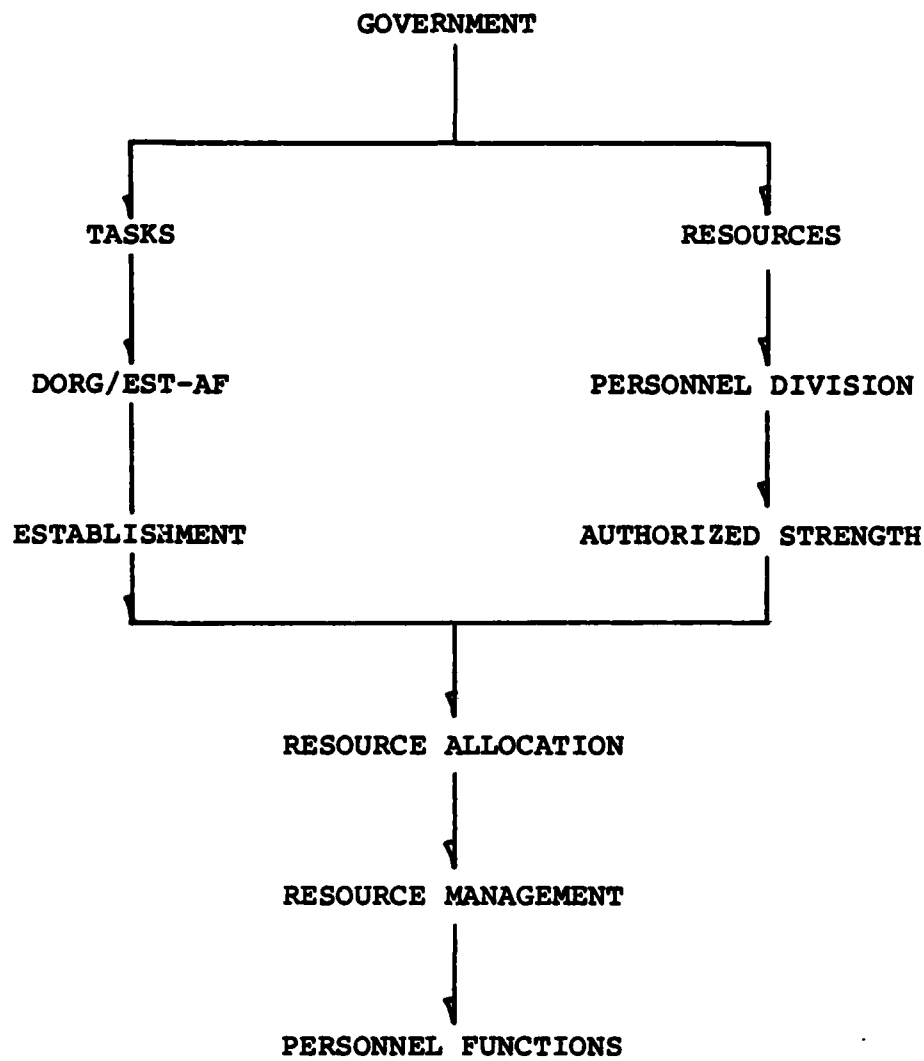 GOVERNMENT
TASKS
RESOURCES
DORG/EST-AF
PERSONNEL DIVISION
ESTABLISHMENT
AUTHORIZED STRENGTH
RESOURCE ALLOCATION
RESOURCE MANAGEMENT
PERSONNEL FUNCTIONS